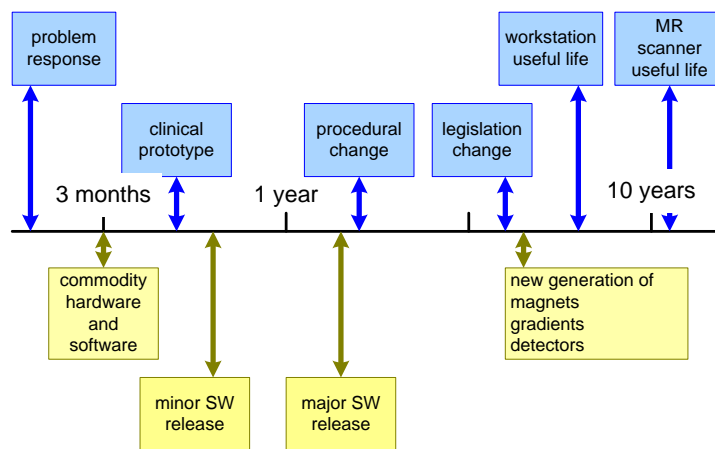 problem
response
workstation
useful life
MR
scanner
useful life
clinical
prototype
procedural
change
legislation
change
3 months
1 year
10 years
commodity
hardware
and
software
new generation of
magnets
gradients
detectors
minor SW
release
major SW
release